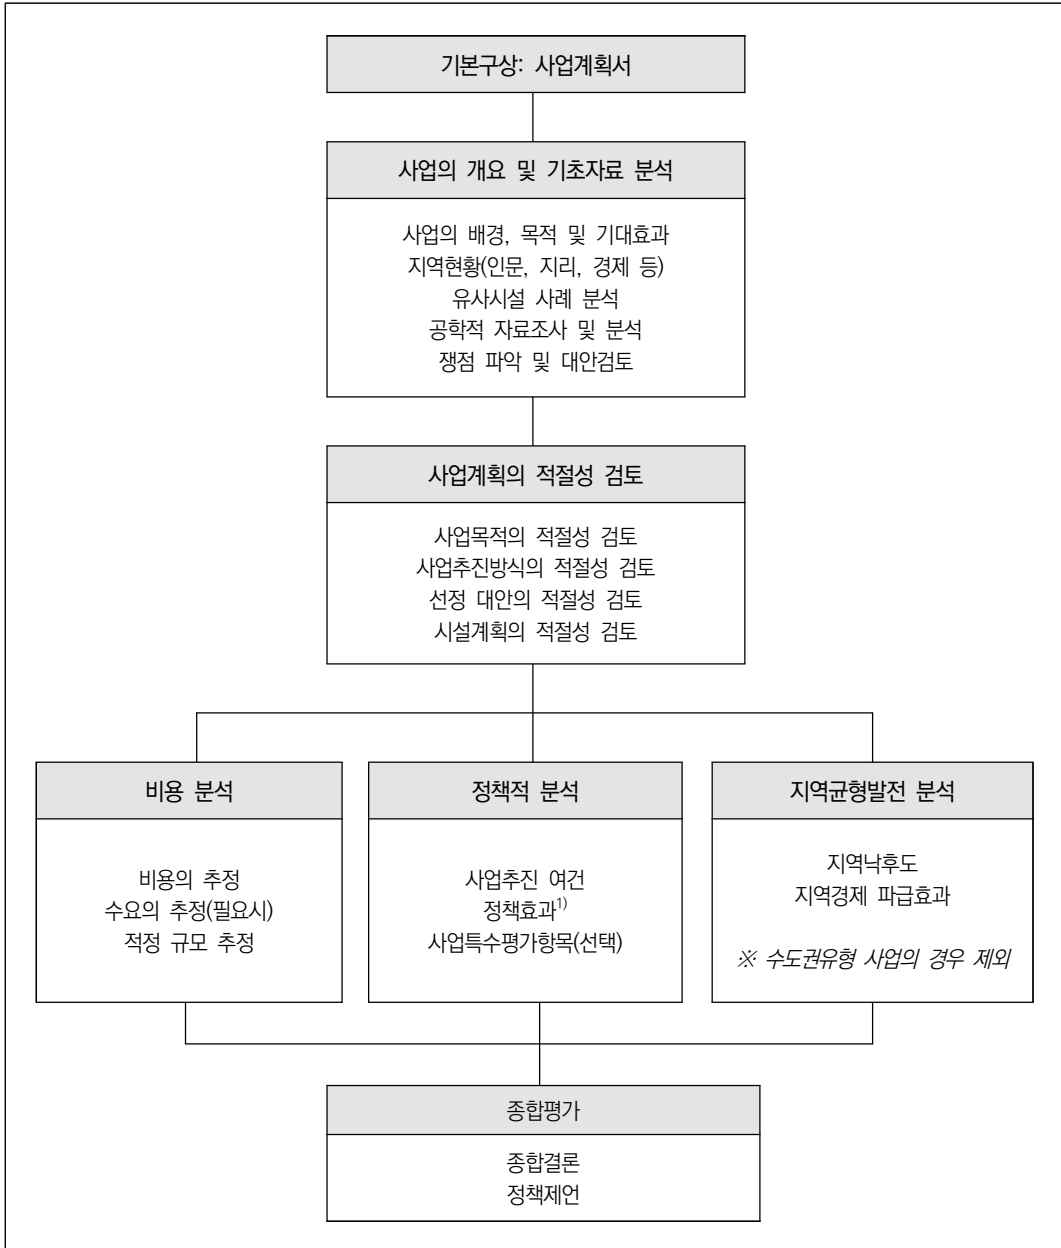 기본구상: 사업계획서
사업의 개요 및 기초자료 분석
사업의 배경, 목적 및 기대효과
지역현황(인문, 지리, 경제 등)
유사시설 사례 분석
공학적 자료조사 및 분석
쟁점 파악 및 대안검토
사업계획의 적절성 검토
사업목적의 적절성 검토
사업추진방식의 적절성 검토
선정 대안의 적절성 검토
시설계획의 적절성 검토
비용 분석
비용의 추정
수요의 추정(필요시)
적정 규모 추정
정책적 분석
사업추진 여건
정책효과1)
사업특수평가항목(선택)
지역균형발전 분석
지역낙후도
지역경제 파급효과
※ 수도권유형 사업의 경우 제외
종합평가
종합결론
정책제언